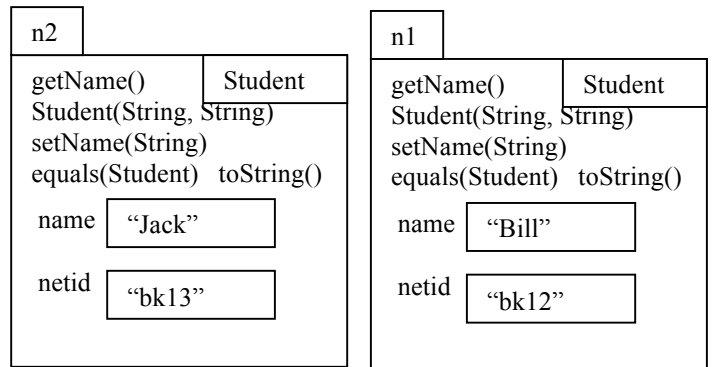 n2
getName() Student
Student(String, String)
setName(String)
equals(Student) toString()
name “Jack”
netid “bk13”
n1
getName() Student
Student(String, String)
setName(String)
equals(Student) toString()
name “Bill”
netid “bk12”